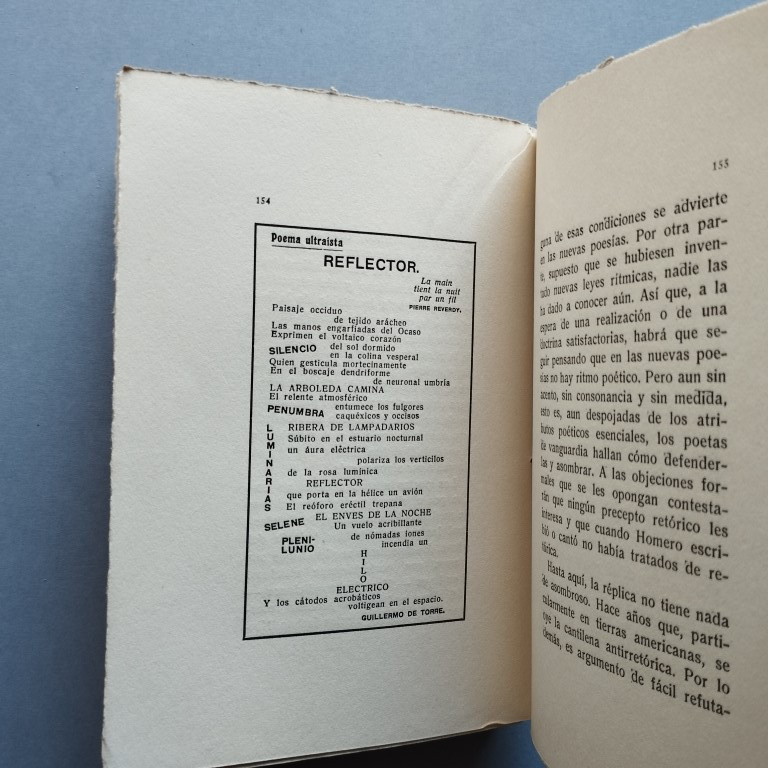 154
Poema ultraísta
REFLECTOR.
La main
tient la nuit
par un fil
PIERRE REVERDY.
Paisaje occiduo
de tejido aráchen
Las manos engarfiadas del Ocaso
Exprimen el voltaico corazón
SILENCIO del sol dormido
en la colina vesperal
Quien gesticula mortecinamente
En el boscaje dendriforme
de neuronal umbría
LA ARBOLEDA CAMINA
El relente atmosférico
PENUMBRA entumece los fulgores
caquéxicos y occisos
LUMINARIAS
RIBERA DE LAMPADARIOS
Súbito en el estuario nocturnal
un áura eléctrica
polariza los verticilos
de la rosa lumínica
REFLECTOR
que porta en la hélice un avión
El reóforo eréctil trepana
SELENE EL ENVES DE LA NOCHE
Un vuelo acribillante
PLENI-
LUNIO
de nómadas iones
incendia un
HILO
ELECTRICO
Y los cátodos acrobáticos
voltigean en el espacio.
GUILLERMO DE TORRE.
155
guna de esas condiciones se advierte
en las nuevas poesías. Por otra par-
te, supuesto que se hubiesen inven-
tado nuevas leyes rítmicas, nadie las
ha dado a conocer aún. Así que, a la
espera de una realización o de una
doctrina satisfactorias, habrá que se-
guir pensando que en las nuevas poe-
sías no hay ritmo poético. Pero aun sin
acento, sin consonancia y sin medida,
esto es, aun despojados de los atri-
butos poéticos esenciales, los poetas
de vanguardia hallan cómo defender-
las y asombrar. A las objeciones for-
males que se les opongan contesta-
rán que ningún precepto retórico les
interesa y que cuando Homero escri-
bió o cantó no había tratados de re-
tórica.
Hasta aquí, la réplica no tiene nada
de asombroso. Hace años que, parti-
cularmente en tierras americanas, se
oye la cantilena antirretórica. Por lo
demás, es argumento de fácil refuta-